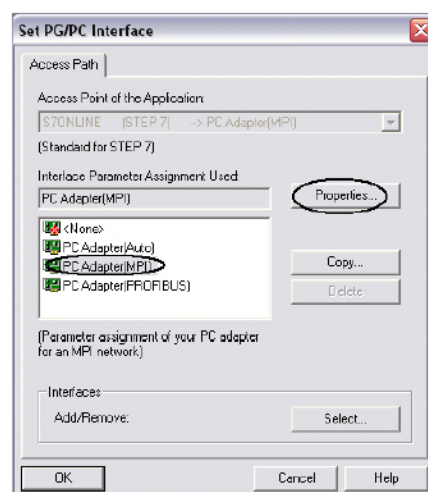 Set PG/PC Interface
Access Path
Access Point of the Application:
S7ONLINE (STEP 7) -> PC Adapter(MPI)
(Standard for STEP 7)
Interface Parameter Assignment Used:
PC Adapter(MPI)
Properties...
<None>
PC Adapter(Auto)
PC Adapter(MPI)
PC Adapter(PROFIBUS)
Copy...
Delete
(Parameter assignment of your PC adapter
for an MPI network)
Interfaces
Add/Remove:
Select...
OK
Cancel
Help